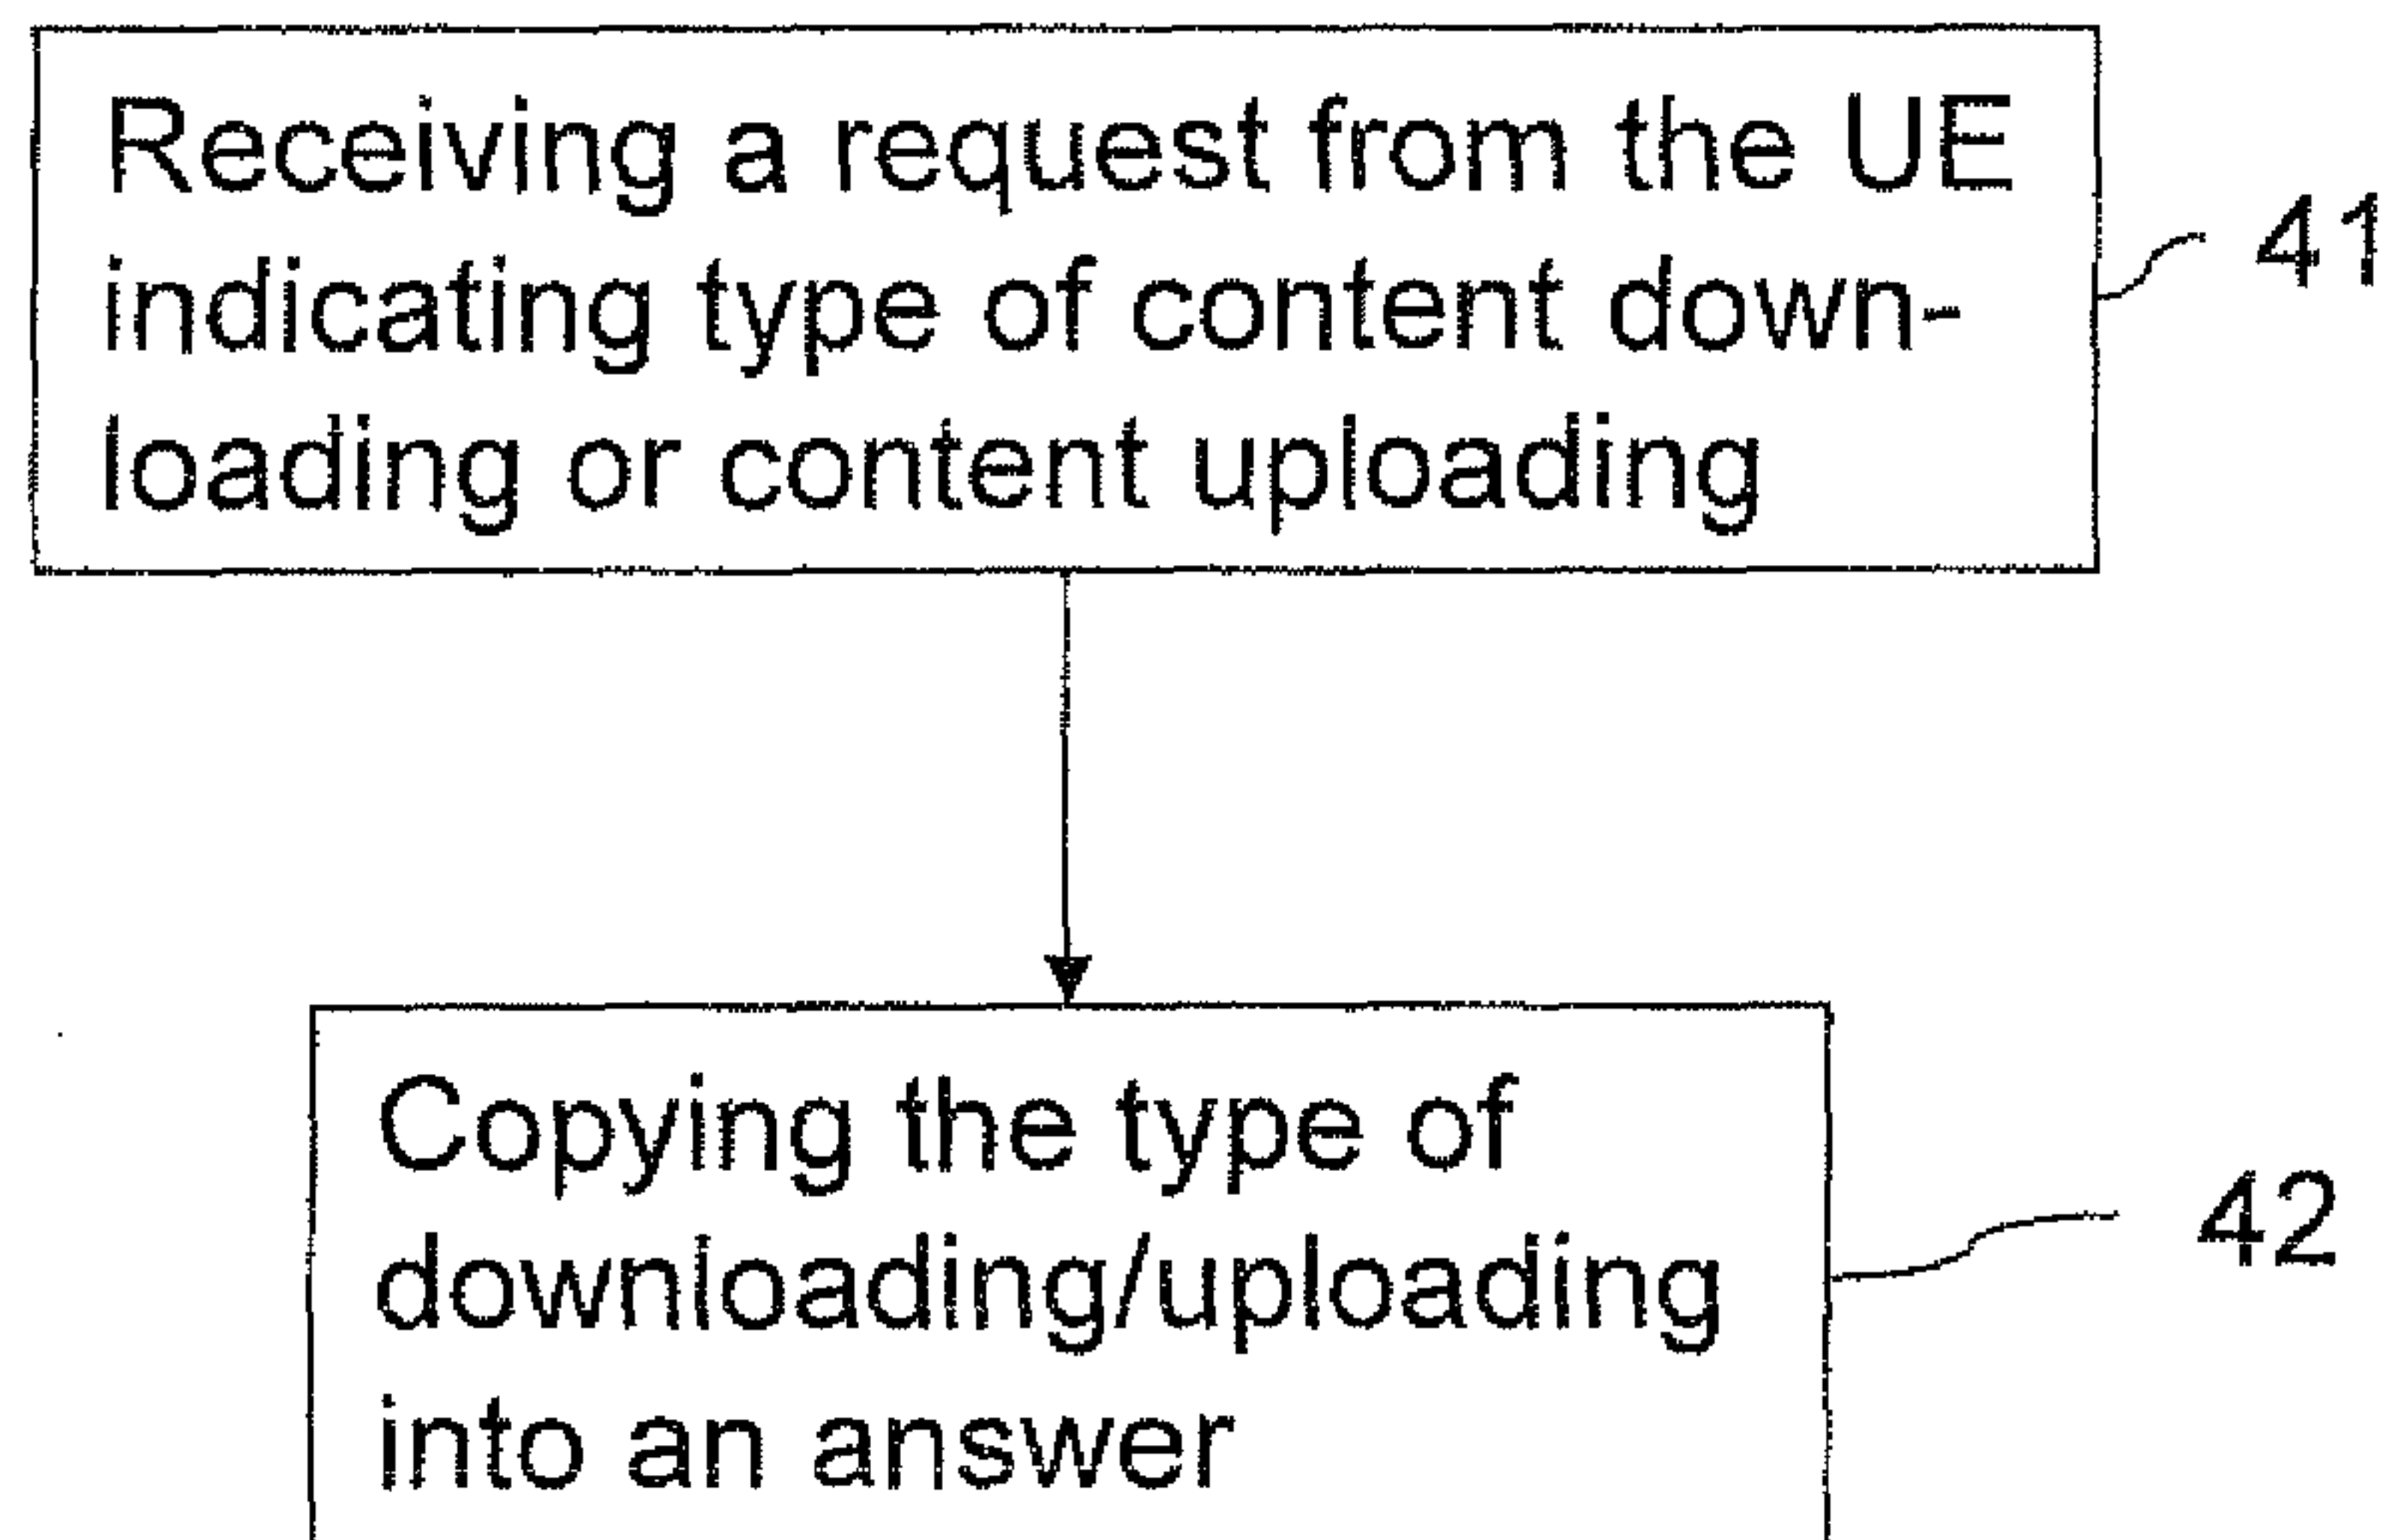 Receiving a request from the UE
indicating type of content down-
loading or content uploading
41
Copying the type of
downloading/uploading
into an answer
42